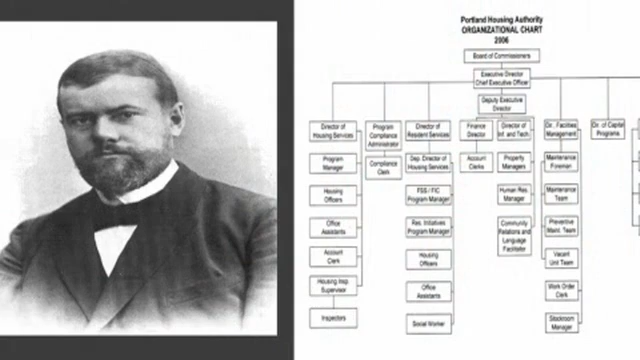 Portland Housing Authority
ORGANIZATIONAL CHART
2006
Board of Commissioners
Executive Director
Chief Executive Officer
Deputy Executive
Director
Director of
Housing Services
Program
Manager
Housing
Officers
Office
Assistants
Account
Clerk
Housing Insp.
Supervisor
Inspectors
Program
Compliance
Administrator
Compliance
Clerk
Director of
Resident Services
Dep. Director of
Housing Services
FSS / FIC
Program Manager
Res. Initiatives
Program Manager
Housing
Officers
Office
Assistants
Social Worker
Finance
Director
Account
Clerks
Director of
Inf. and Tech.
Property
Managers
Human Res.
Manager
Community
Relations and
Language
Facilitator
Dir. Facilities
Management
Maintenance
Foreman
Maintenance
Team
Preventive
Maint. Team
Vacant
Unit Team
Work Order
Clerk
Stockroom
Manager
Dir. of Capital
Programs